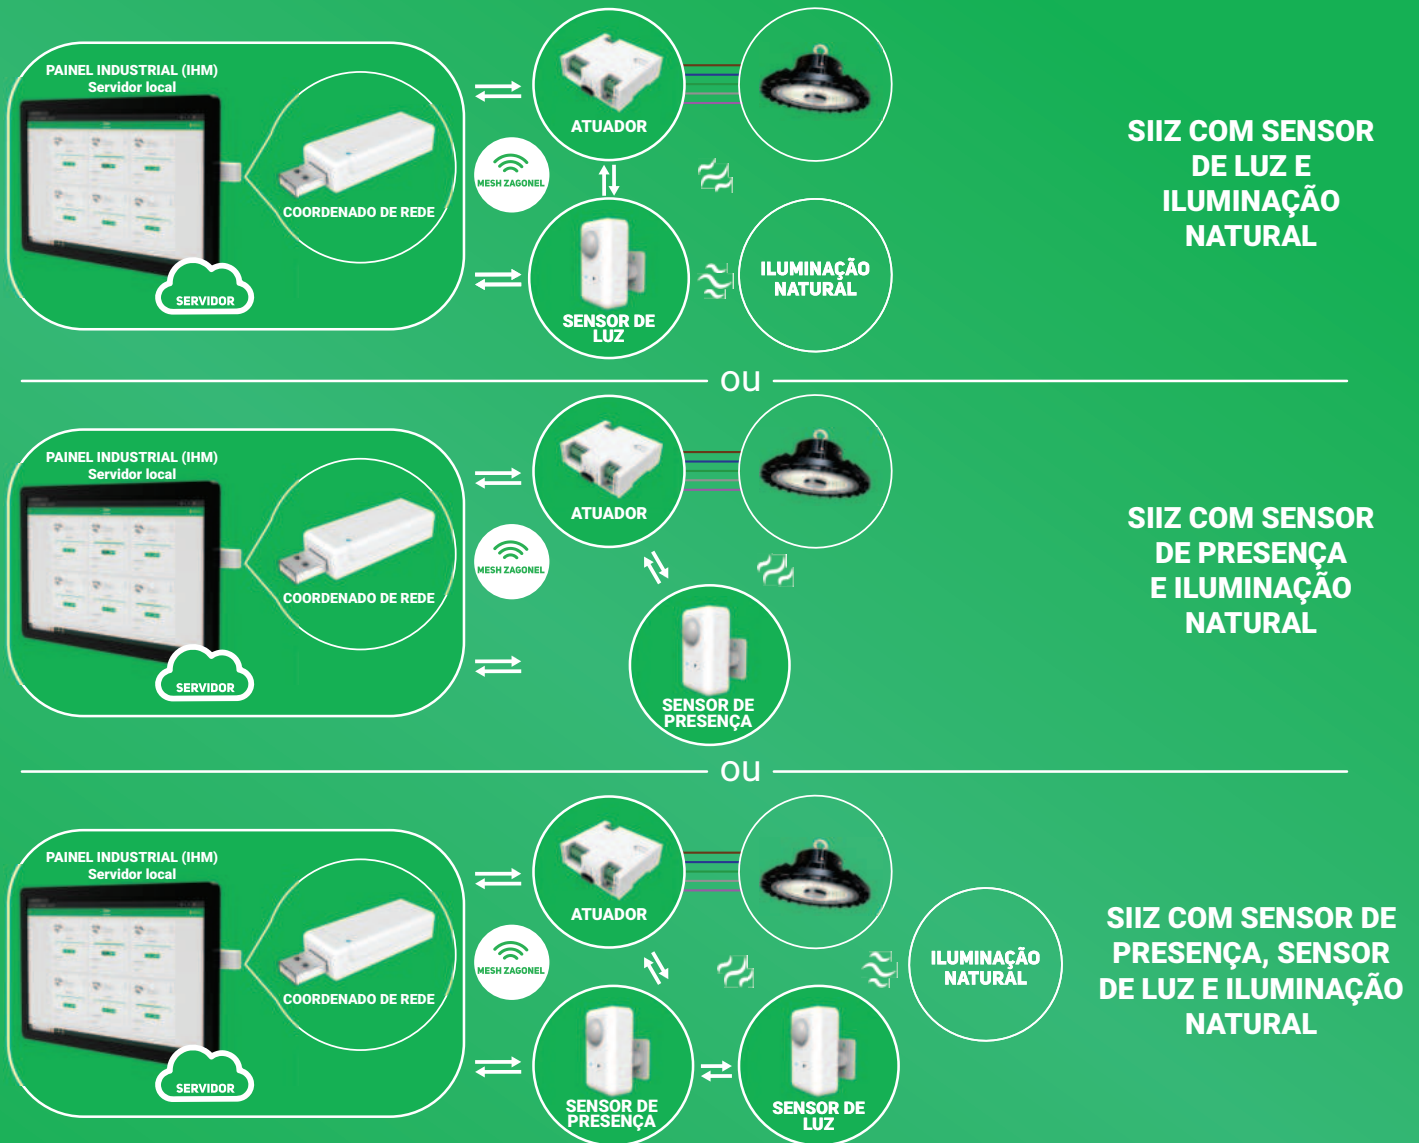 PAINEL INDUSTRIAL (IHM)
Servidor local
COORDENADO DE REDE
SERVIDOR
MESH ZAGONEL
ATUADOR
SENSOR DE
LUZ
ILUMINAÇÃO
NATURAL
SIIZ COM SENSOR
DE LUZ E
ILUMINAÇÃO
NATURAL
ou
PAINEL INDUSTRIAL (IHM)
Servidor local
COORDENADO DE REDE
SERVIDOR
MESH ZAGONEL
ATUADOR
SENSOR DE
PRESENÇA
SIIZ COM SENSOR
DE PRESENÇA
E ILUMINAÇÃO
NATURAL
ou
PAINEL INDUSTRIAL (IHM)
Servidor local
COORDENADO DE REDE
SERVIDOR
MESH ZAGONEL
ATUADOR
SENSOR DE
PRESENÇA
SENSOR DE
LUZ
ILUMINAÇÃO
NATURAL
SIIZ COM SENSOR DE
PRESENÇA, SENSOR
DE LUZ E ILUMINAÇÃO
NATURAL